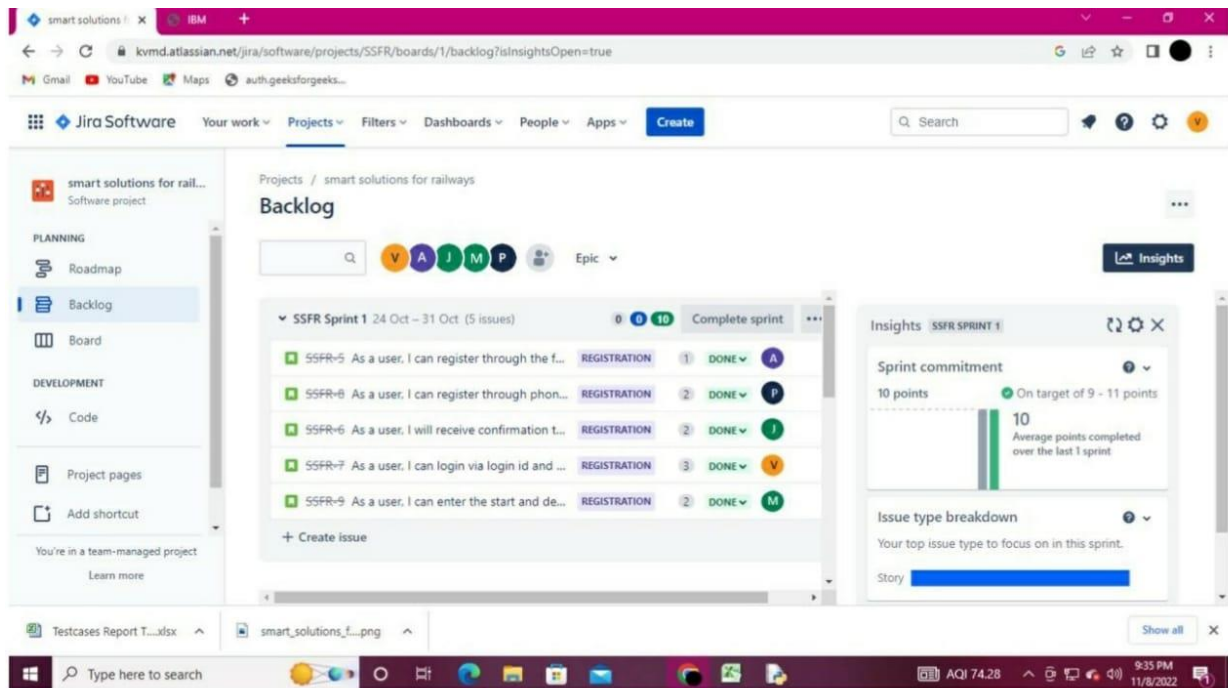 smart solutions f
IBM
kvmd.atlassian.net/jira/software/projects/SSFR/boards/1/backlog?isInsightsOpen=true
Gmail
YouTube
Maps
auth.geeksforgeeks...
Jira Software
Your work
Projects
Filters
Dashboards
People
Apps
Create
Search
V
smart solutions for rail...
Software project
PLANNING
Roadmap
Backlog
Board
DEVELOPMENT
Code
Project pages
Add shortcut
You're in a team-managed project
Learn more
Projects / smart solutions for railways
Backlog
V A J M P
Epic
Insights
SSFR Sprint 1 24 Oct – 31 Oct (5 issues) 0 0 10 Complete sprint
SSFR-5 As a user, I can register through the f... REGISTRATION 1 DONE A
SSFR-8 As a user, I can register through phon... REGISTRATION 2 DONE P
SSFR-6 As a user, I will receive confirmation t... REGISTRATION 2 DONE J
SSFR-7 As a user, I can login via login id and ... REGISTRATION 3 DONE V
SSFR-9 As a user, I can enter the start and de... REGISTRATION 2 DONE M
+ Create issue
Insights SSFR SPRINT 1
Sprint commitment
10 points On target of 9 - 11 points
10
Average points completed
over the last 1 sprint
Issue type breakdown
Your top issue type to focus on in this sprint.
Story
Testcases Report T....xlsx
smart_solutions_f....png
Show all
Type here to search
AQI 74.28
9:35 PM
11/8/2022